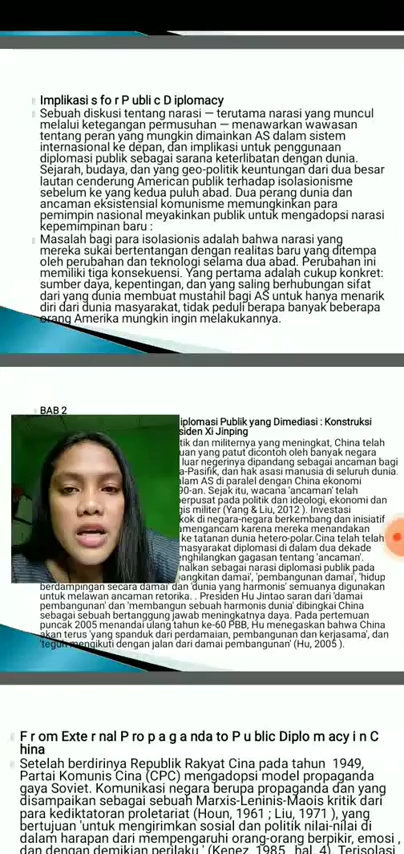 Implikasi s fo r P ubli c D iplomacy
Sebuah diskusi tentang narasi — terutama narasi yang muncul
melalui ketegangan permusuhan — menawarkan wawasan
tentang peran yang mungkin dimainkan AS dalam sistem
internasional ke depan, dan implikasi untuk penggunaan
diplomasi publik sebagai sarana keterlibatan dengan dunia.
Sejarah, budaya, dan yang geo-politik keuntungan dari dua besar
lautan cenderung American publik terhadap isolasionisme
sebelum ke yang kedua puluh abad. Dua perang dunia dan
ancaman eksistensial komunisme memungkinkan para
pemimpin nasional meyakinkan publik untuk mengadopsi narasi
kepemimpinan baru :
Masalah bagi para isolasionis adalah bahwa narasi yang
mereka sukai bertentangan dengan realitas baru yang ditempa
oleh perubahan dan teknologi selama dua abad. Perubahan ini
memiliki tiga konsekuensi. Yang pertama adalah cukup konkret:
sumber daya, kepentingan, dan yang saling berhubungan sifat
dari yang dunia membuat mustahil bagi AS untuk hanya menarik
diri dari dunia masyarakat, tidak peduli berapa banyak beberapa
orang Amerika mungkin ingin melakukannya.
BAB 2
iplomasi Publik yang Dimediasi : Konstruksi
siden Xi Jinping
tik dan militernya yang meningkat, China telah
uan yang patut dicontoh oleh banyak negara
luar negerinya dipandang sebagai ancaman bagi
a-Pasifik, dan hak asasi manusia di seluruh dunia.
lam AS di paralel dengan China ekonomi
90-an. Sejak itu, wacana 'ancaman' telah
erpusat pada politik dan ideologi, ekonomi dan
gis militer (Yang & Liu, 2012 ). Investasi
kok di negara-negara berkembang dan inisiatif
mengancam karena mereka menandakan
ke tatanan dunia hetero-polar.Cina telah telah
masyarakat diplomasi di dalam dua dekade
nghilangkan gagasan tentang 'ancaman'.
nalkan sebagai narasi diplomasi publik pada
angkitan damai', 'pembangunan damai', 'hidup
berdampingan secara damai' dan 'dunia yang harmonis' semuanya digunakan
untuk melawan ancaman retorika. . Presiden Hu Jintao saran dari 'damai
pembangunan' dan 'membangun sebuah harmonis dunia' dibingkai China
sebagai sebuah bertanggung jawab meningkatnya daya. Pada pertemuan
puncak 2005 menandai ulang tahun ke-60 PBB, Hu menegaskan bahwa China
akan terus 'yang spanduk dari perdamaian, pembangunan dan kerjasama', dan
'teguh mengikuti dengan jalan dari damai pembangunan' (Hu, 2005 ).
F r om Exte r nal P ro p a g a nda to P u blic Diplo m acy i n C
hina
Setelah berdirinya Republik Rakyat Cina pada tahun 1949,
Partai Komunis Cina (CPC) mengadopsi model propaganda
gaya Soviet. Komunikasi negara berupa propaganda dan yang
disampaikan sebagai sebuah Marxis-Leninis-Maois kritik dari
para kediktatoran proletariat (Houn, 1961 ; Liu, 1971 ), yang
bertujuan 'untuk mengirimkan sosial dan politik nilai-nilai di
dalam harapan dari mempengaruhi orang-orang berpikir, emosi ,
dan dengan demikian perilaku ' (Kenez, 1985, hal. 4). Terisolasi